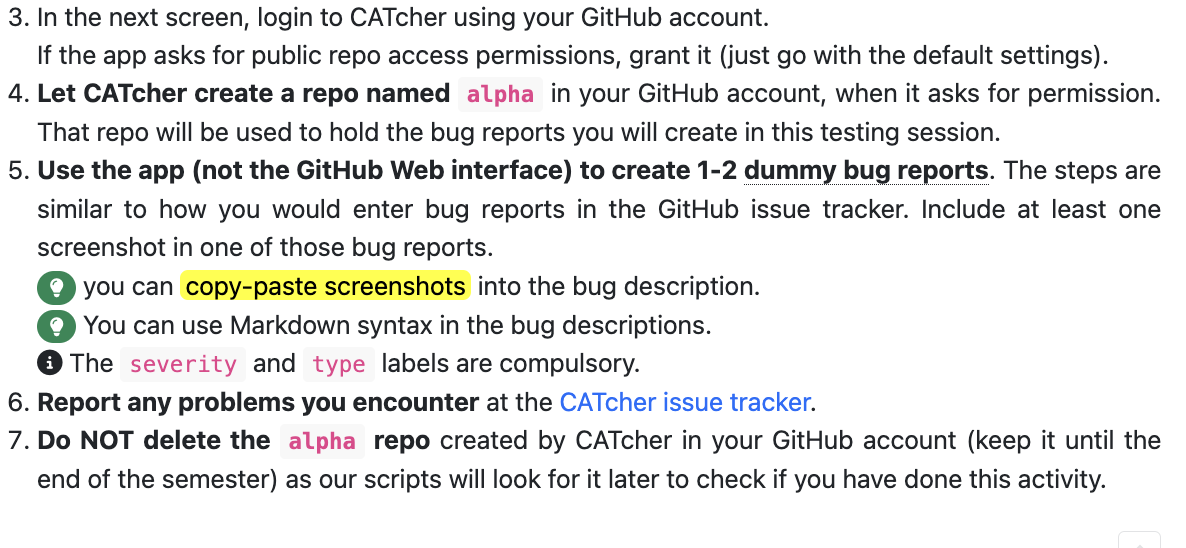 3. In the next screen, login to CATcher using your GitHub account.
If the app asks for public repo access permissions, grant it (just go with the default settings).
4. Let CATcher create a repo named alpha in your GitHub account, when it asks for permission.
That repo will be used to hold the bug reports you will create in this testing session.
5. Use the app (not the GitHub Web interface) to create 1-2 dummy bug reports. The steps are
similar to how you would enter bug reports in the GitHub issue tracker. Include at least one
screenshot in one of those bug reports.
you can copy-paste screenshots into the bug description.
You can use Markdown syntax in the bug descriptions.
The severity and type labels are compulsory.
6. Report any problems you encounter at the CATcher issue tracker.
7. Do NOT delete the alpha repo created by CATcher in your GitHub account (keep it until the
end of the semester) as our scripts will look for it later to check if you have done this activity.